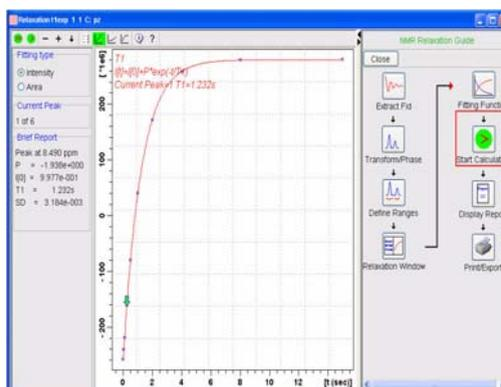 Relaxation t1exp 1 1 C: pz
Fitting type
Intensity
Area
Current Peak
1 of 6
Brief Report
Peak at 8.490 ppm
P = -1.938e+000
I[0] = 9.977e-001
T1 = 1.232s
SD = 3.184e-003
[ *1e6]
T1
I[t]=I[0]+P*exp(-t/T1)
Current Peak=1 T1=1.232s
200
100
0
-100
-200
0 2 4 6 8 10 12 [t (sec)]
NMR Relaxation Guide
Close
Extract Fid
Transform/Phase
Define Ranges
Relaxation Window
Fitting Functi
Start Calculat
Display Repo
Print/Export